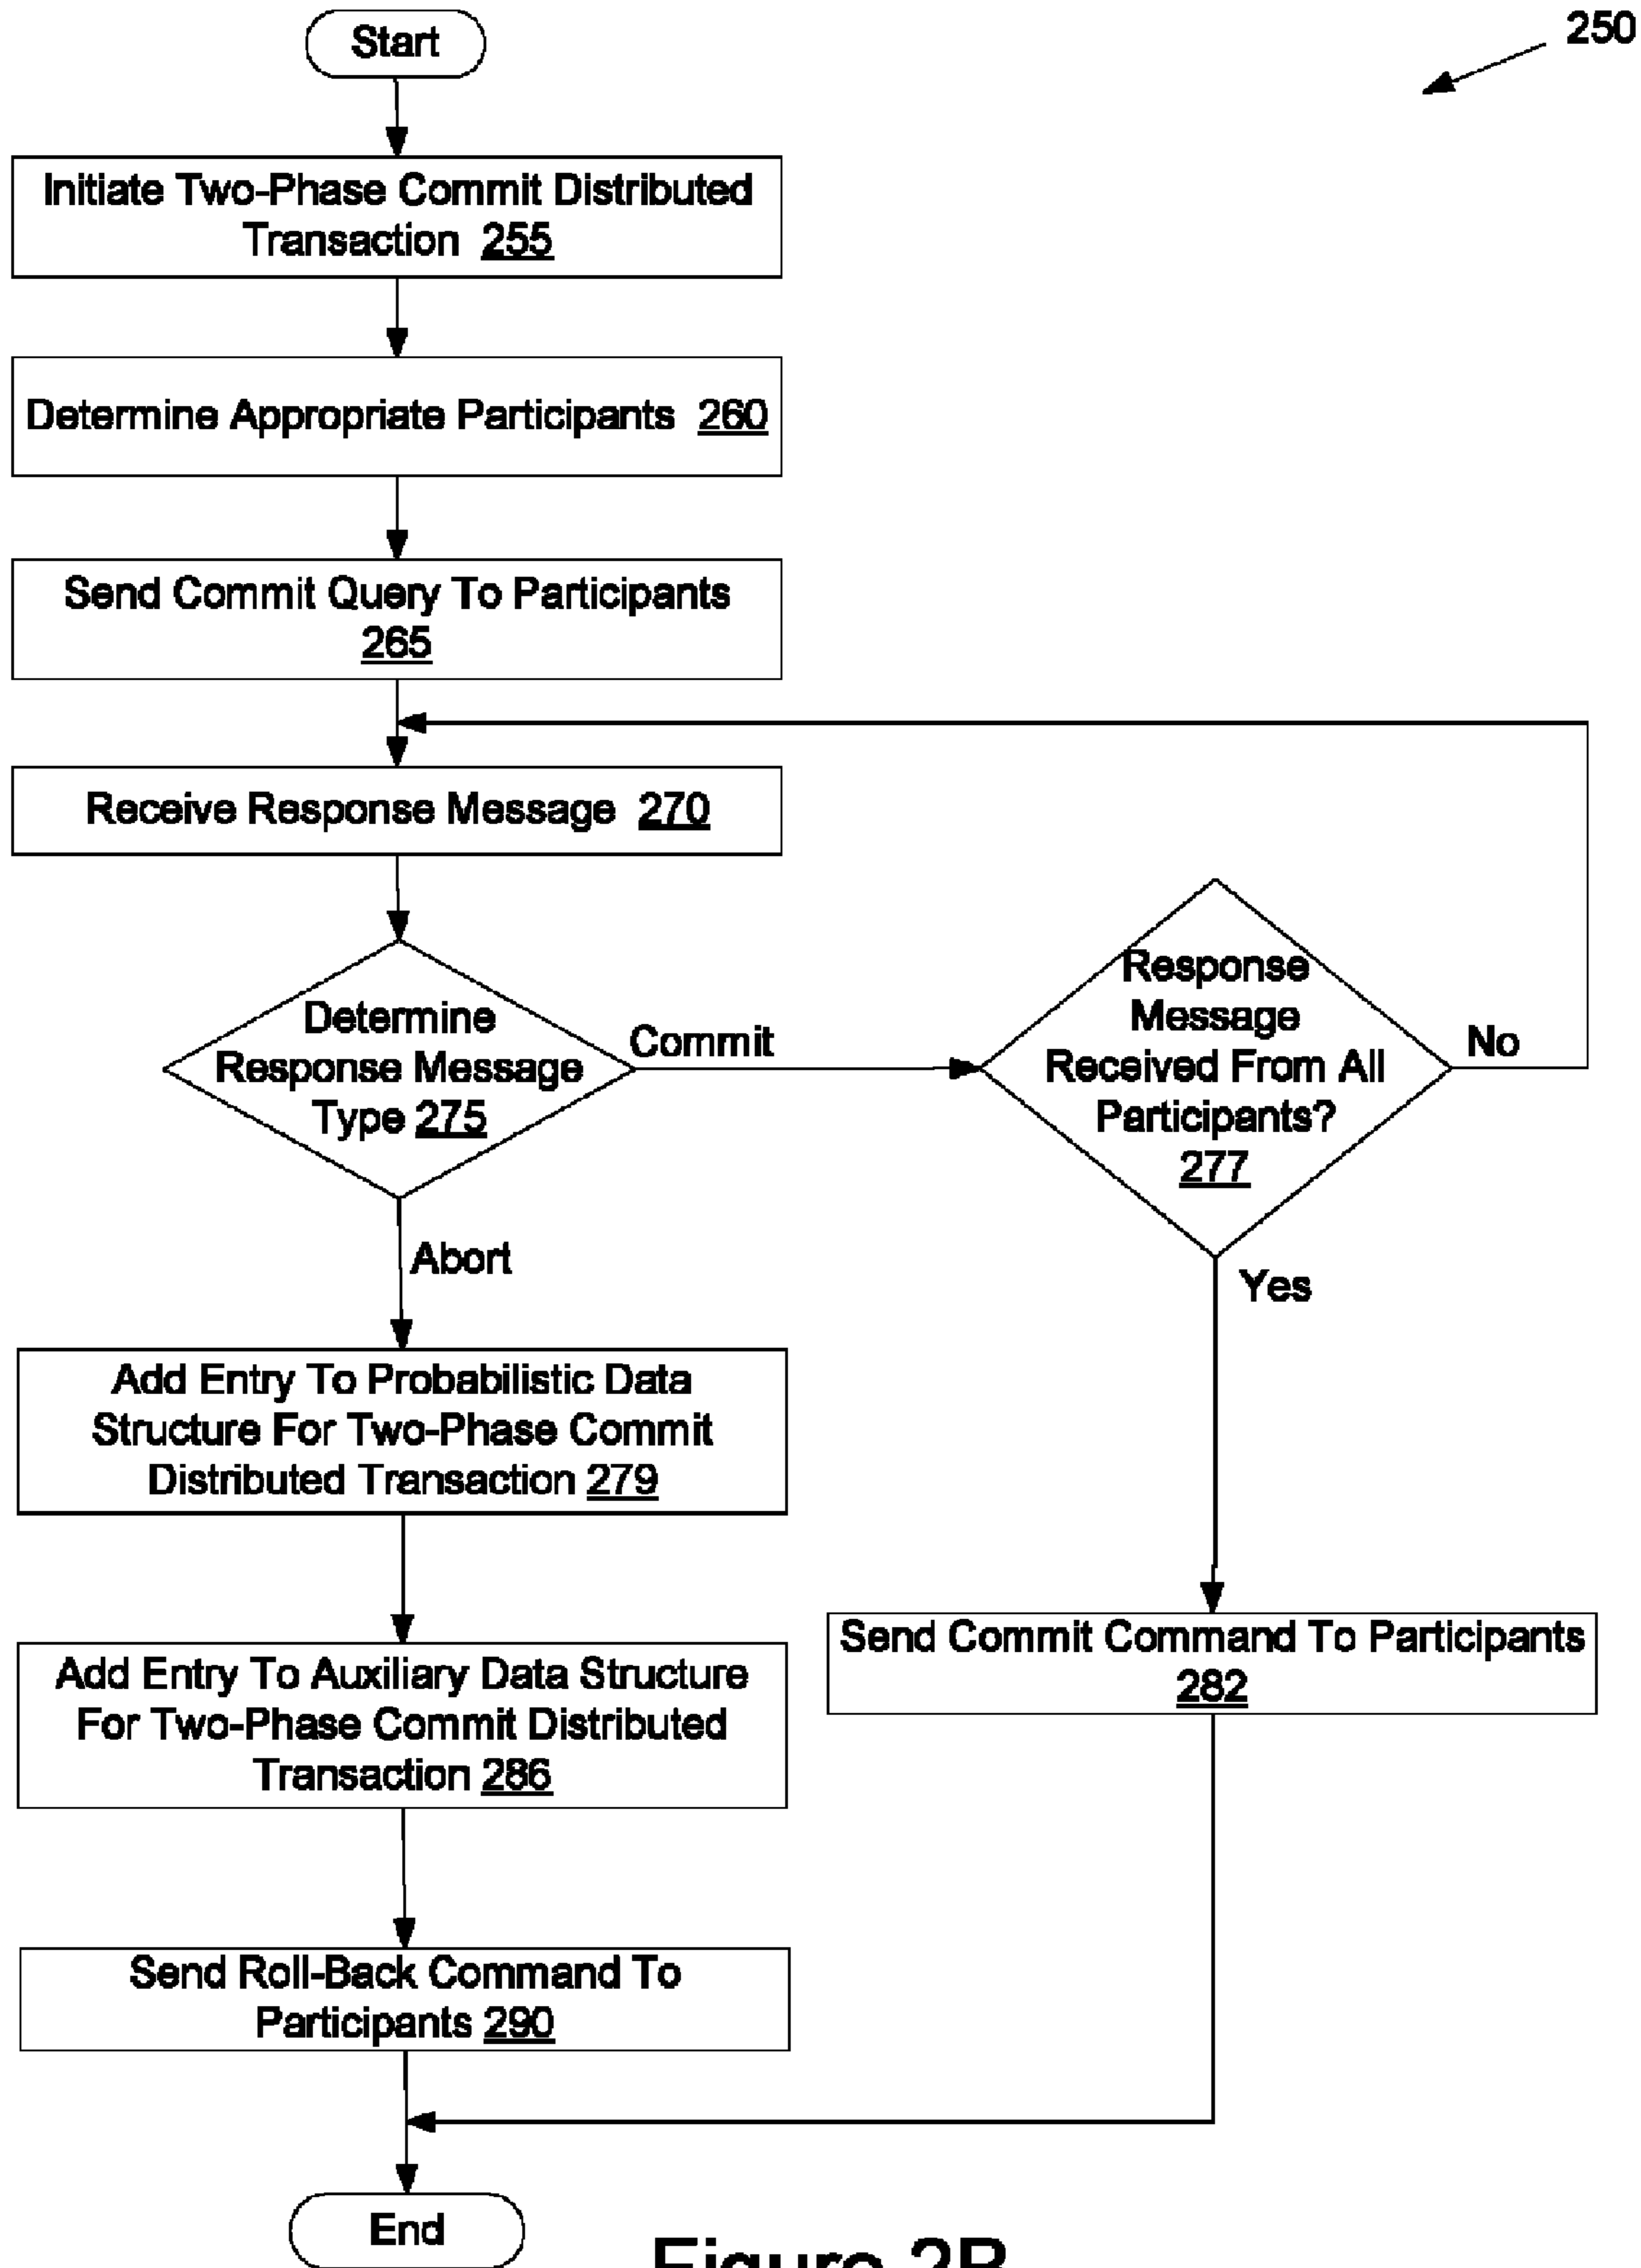 250
Start
Initiate Two-Phase Commit Distributed
Transaction 255
Determine Appropriate Participants 260
Send Commit Query To Participants
265
Receive Response Message 270
Determine
Response Message
Type 275
Commit
Response
Message
Received From All
Participants?
277
No
Abort
Yes
Add Entry To Probabilistic Data
Structure For Two-Phase Commit
Distributed Transaction 279
Send Commit Command To Participants
282
Add Entry To Auxiliary Data Structure
For Two-Phase Commit Distributed
Transaction 286
Send Roll-Back Command To
Participants 290
End
Figure 2B